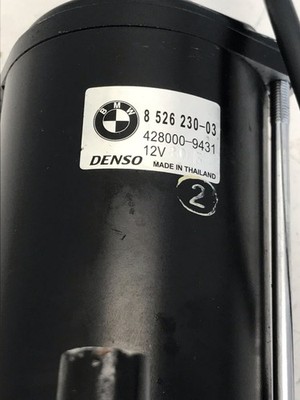 BMW
8 526 230-03
428000-9431
12V
DENSO MADE IN THAILAND
2